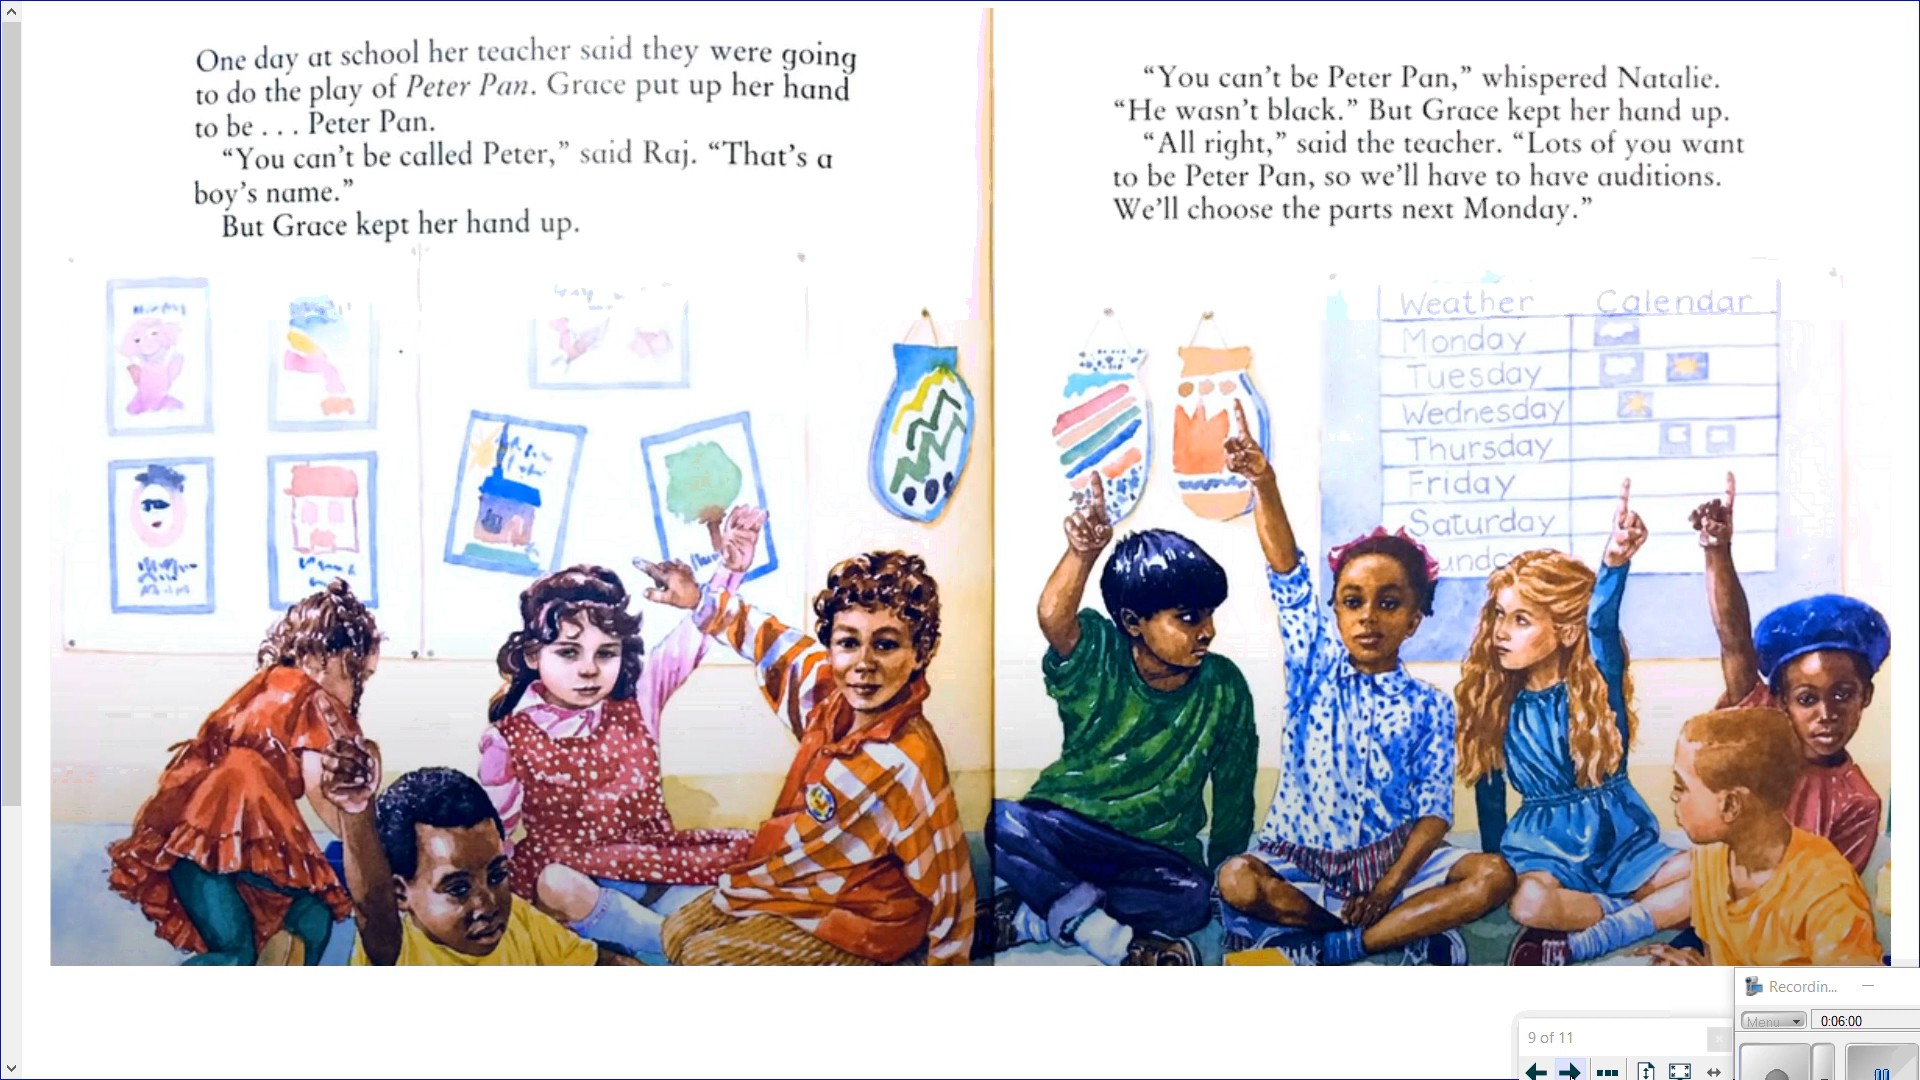 One day at school her teacher said they were going
to do the play of Peter Pan. Grace put up her hand
to be . . . Peter Pan.
“You can’t be called Peter,” said Raj. “That’s a
boy’s name.”
But Grace kept her hand up.
“You can’t be Peter Pan,” whispered Natalie.
“He wasn’t black.” But Grace kept her hand up.
“All right,” said the teacher. “Lots of you want
to be Peter Pan, so we’ll have to have auditions.
We’ll choose the parts next Monday.”
Weather Calendar
Monday
Tuesday
Wednesday
Thursday
Friday
Saturday
Recordin...
Menu
0:06:00
9 of 11